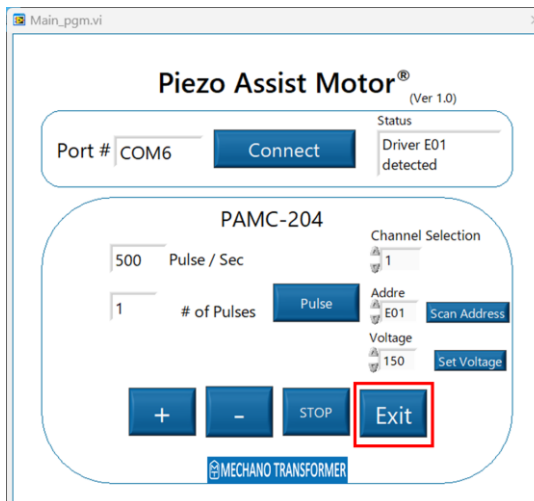 Main_pgm.vi
Piezo Assist Motor®
(Ver 1.0)
Status
Port # COM6 Connect Driver E01
detected
PAMC-204
Channel Selection
500 Pulse / Sec 1
1 # of Pulses Pulse Addre
E01 Scan Address
Voltage
150 Set Voltage
+ - STOP Exit
MECHANO TRANSFORMER